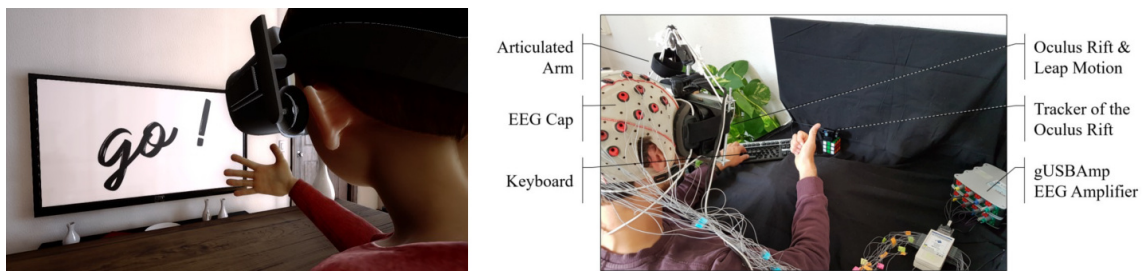 go!
Articulated
Arm
EEG Cap
Keyboard
Oculus Rift &
Leap Motion
Tracker of the
Oculus Rift
gUSBAmp
EEG Amplifier